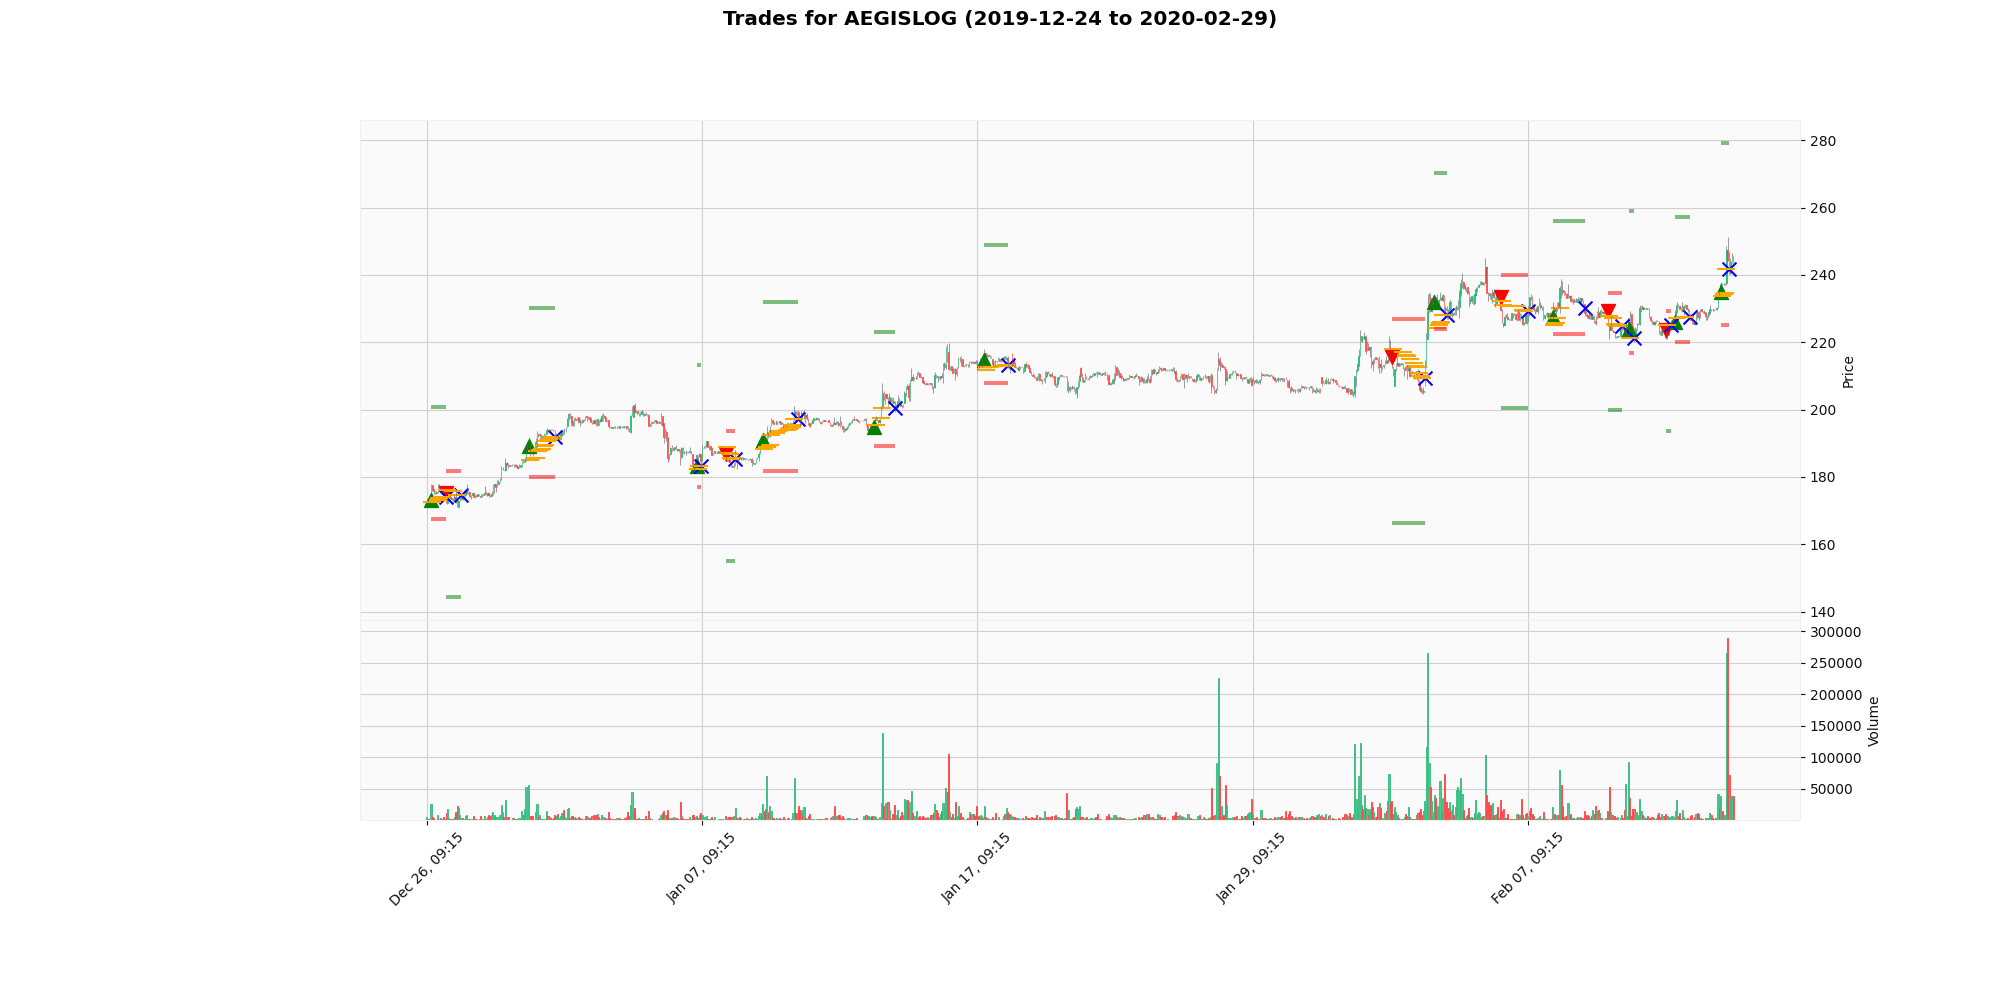 Trades for AEGISLOG (2019-12-24 to 2020-02-29)
280
260
240
220
200
180
160
140
Price
300000
250000
200000
150000
100000
50000
Volume
Dec 26, 09:15
Jan 07, 09:15
Jan 17, 09:15
Jan 29, 09:15
Feb 07, 09:15